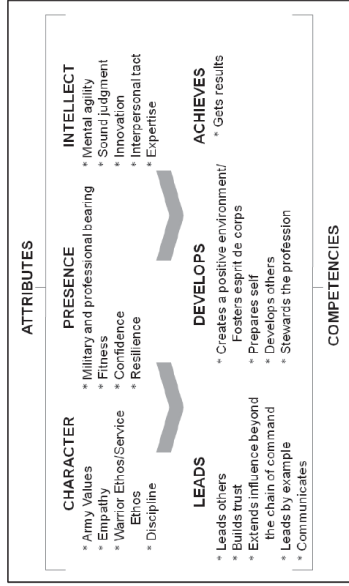 ATTRIBUTES
CHARACTER
* Army Values
* Empathy
* Warrior Ethos/Service
Ethos
* Discipline
PRESENCE
* Military and professional bearing
* Fitness
* Confidence
* Resilience
INTELLECT
* Mental agility
* Sound judgment
* Innovation
* Interpersonal tact
* Expertise
LEADS
* Leads others
* Builds trust
* Extends influence beyond
the chain of command
* Leads by example
* Communicates
DEVELOPS
* Creates a positive environment/
Fosters esprit de corps
* Prepares self
* Develops others
* Stewards the profession
ACHIEVES
* Gets results
COMPETENCIES